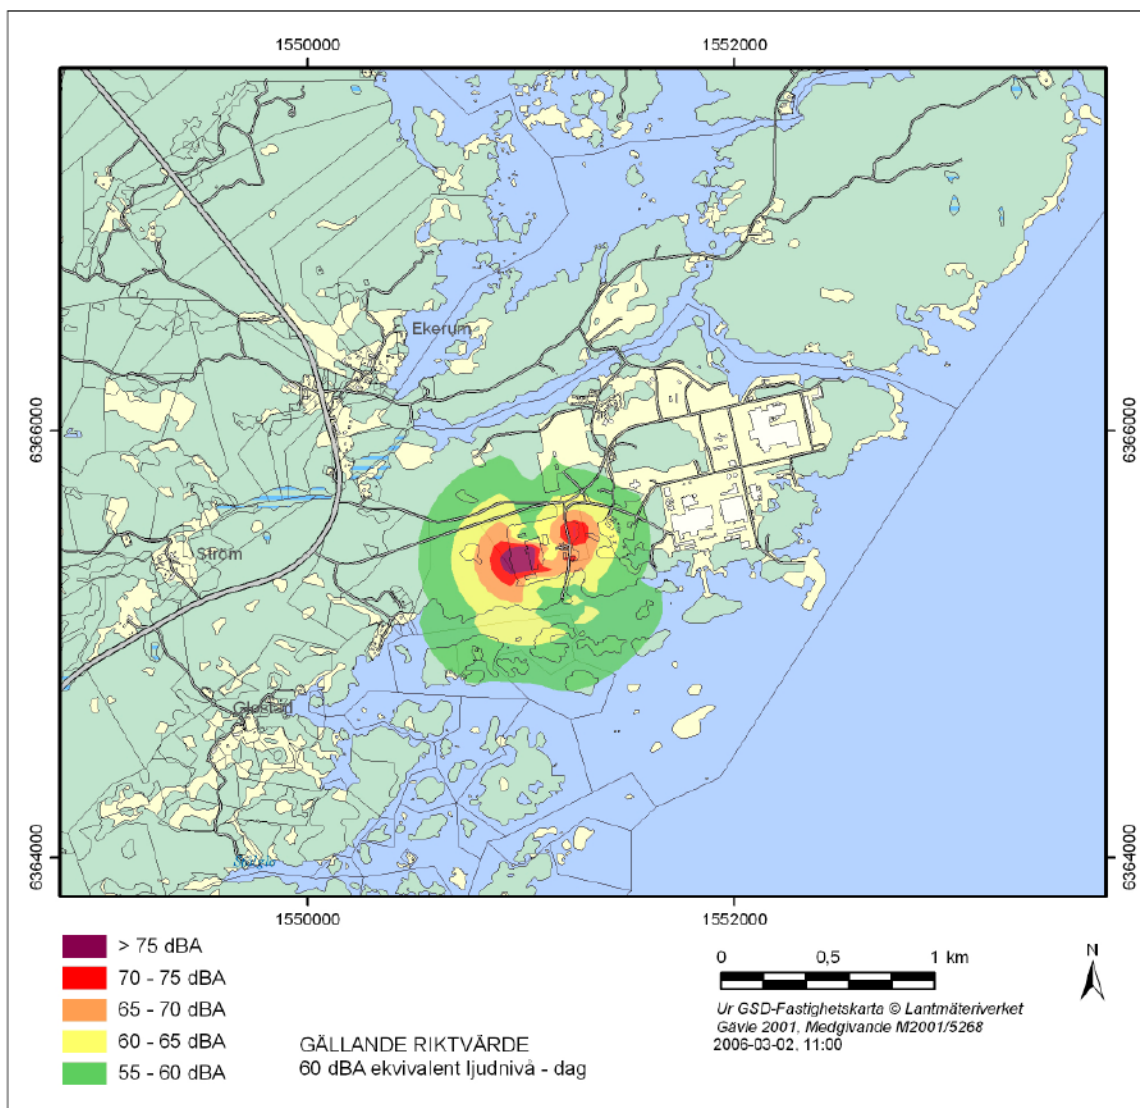 1550000 1552000
Ekerum
6366000 6366000
Ström
Glostad
6364000 6364000
1550000 1552000
> 75 dBA
70 - 75 dBA
65 - 70 dBA
60 - 65 dBA
55 - 60 dBA
GÄLLANDE RIKTVÄRDE
60 dBA ekvivalent ljudnivå - dag
0 0,5 1 km
N
Ur GSD-Fastighetskarta © Lantmäteriverket
Gävle 2001, Medgivande M2001/5268
2006-03-02, 11:00